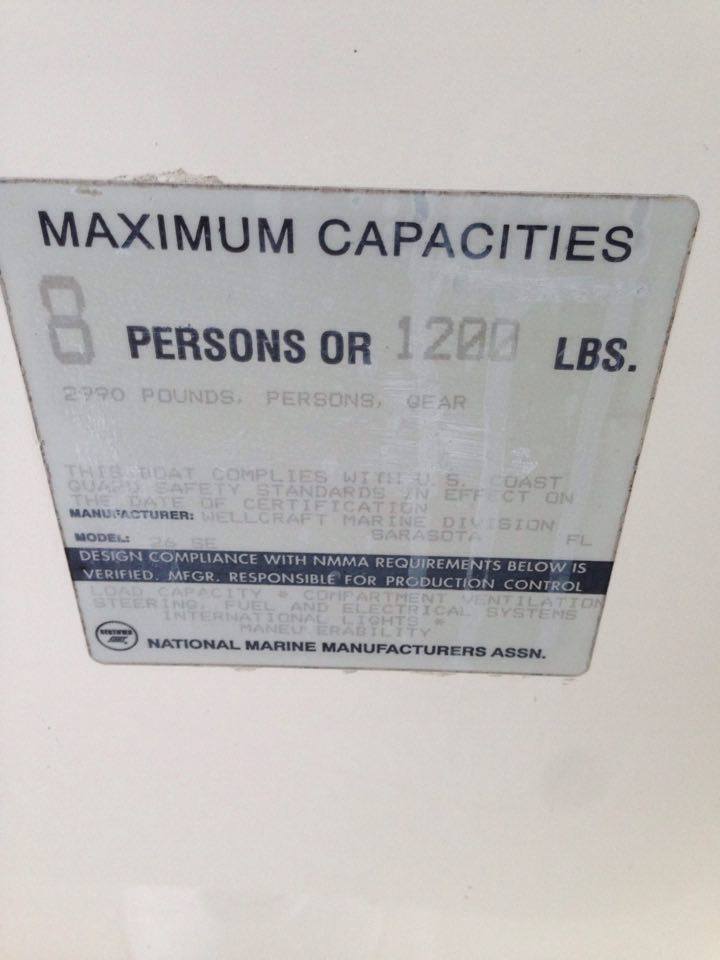 MAXIMUM CAPACITIES
8 PERSONS OR 1200 LBS.
2990 POUNDS, PERSONS, GEAR
THIS BOAT COMPLIES WITH U.S. COAST
GUARD SAFETY STANDARDS IN EFFECT ON
THE DATE OF CERTIFICATION
MANUFACTURER: WELLCRAFT MARINE DIVISION
SARASOTA FL
MODEL: 26 SE
DESIGN COMPLIANCE WITH NMMA REQUIREMENTS BELOW IS
VERIFIED. MFGR. RESPONSIBLE FOR PRODUCTION CONTROL
LOAD CAPACITY * COMPARTMENT VENTILATION
STEERING, FUEL AND ELECTRICAL SYSTEMS
INTERNATIONAL LIGHTS *
MANEUVERABILITY
NATIONAL MARINE MANUFACTURERS ASSN.